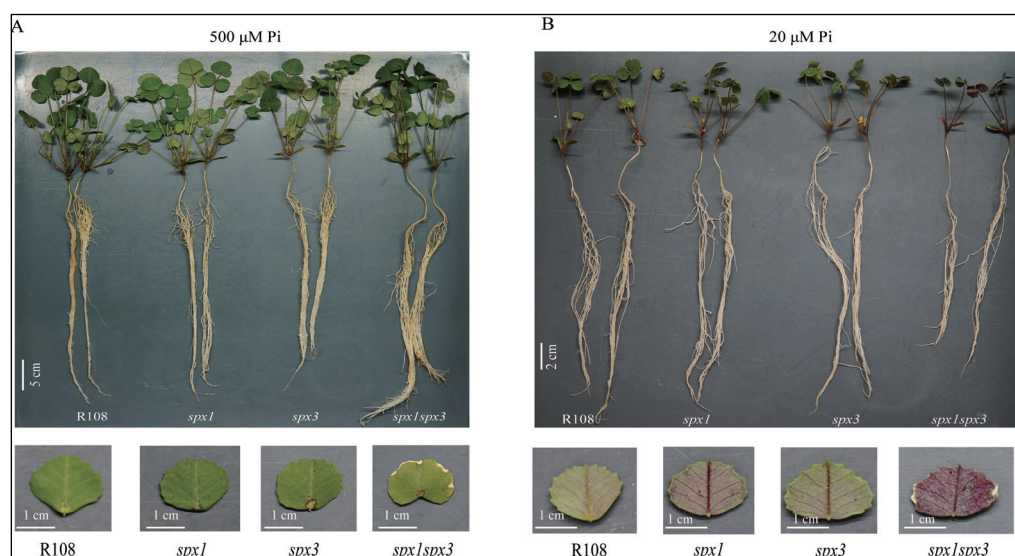 A
500 μM Pi
5 cm
R108
spx1
spx3
spx1spx3
1 cm
1 cm
1 cm
1 cm
R108
spx1
spx3
spx1spx3
B
20 μM Pi
2 cm
R108
spx1
spx3
spx1spx3
1 cm
1 cm
1 cm
1 cm
R108
spx1
spx3
spx1spx3